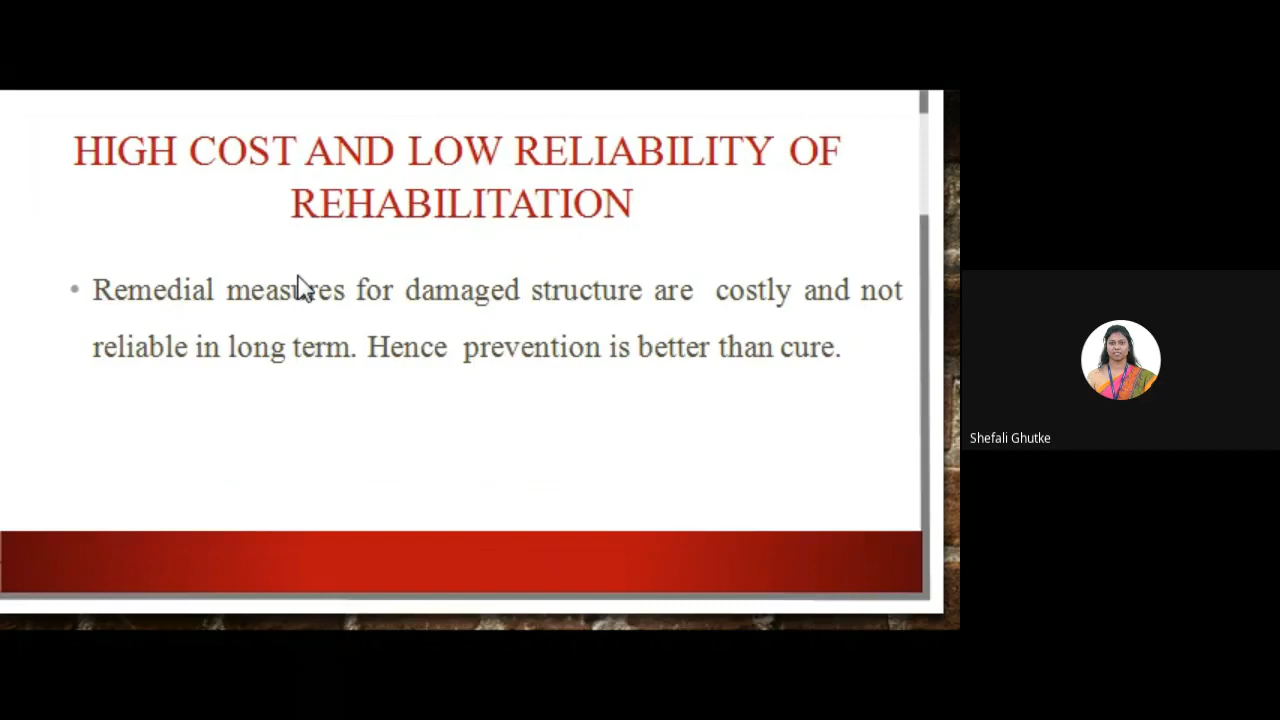 HIGH COST AND LOW RELIABILITY OF
REHABILITATION
• Remedial measures for damaged structure are costly and not
reliable in long term. Hence prevention is better than cure.
Shefali Ghutke